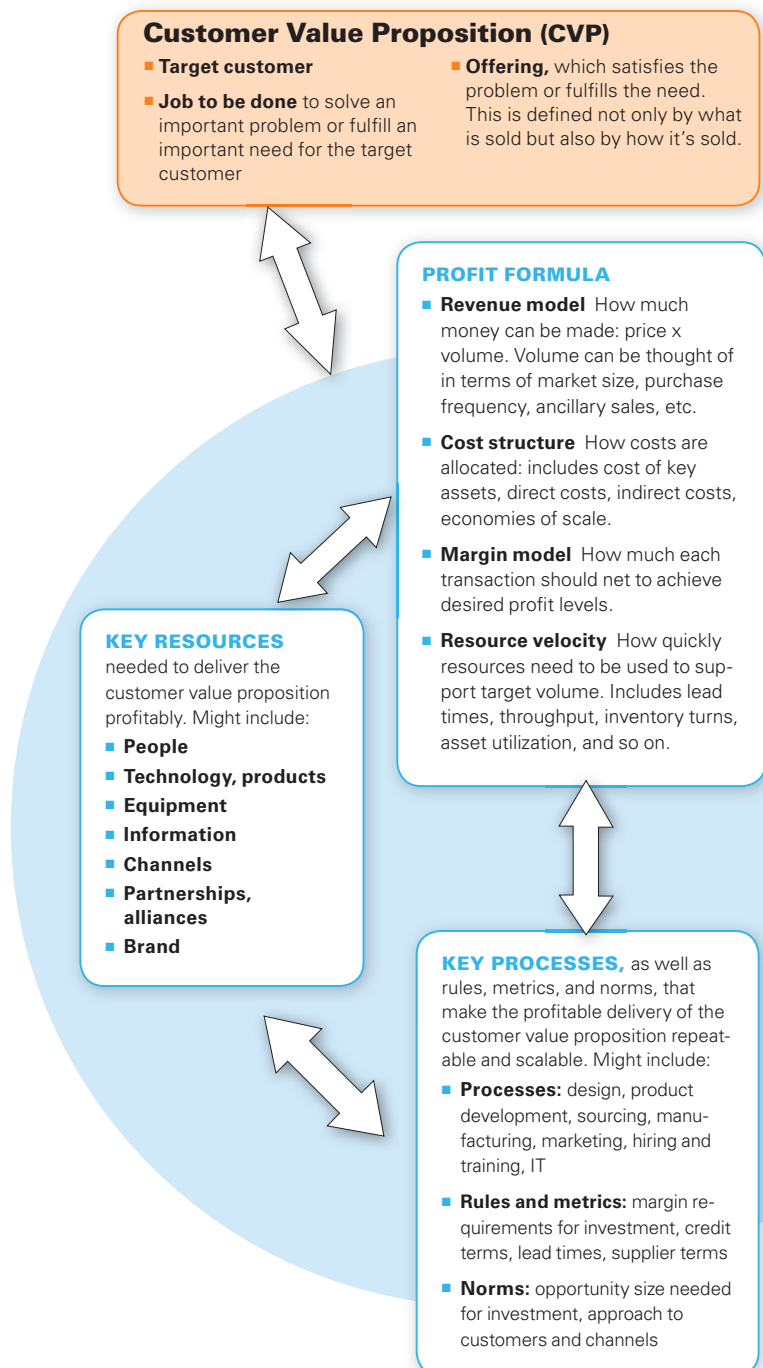 Customer Value Proposition (CVP)
■ Target customer
■ Job to be done to solve an
important problem or fulfill an
important need for the target
customer
■ Offering, which satisfies the
problem or fulfills the need.
This is defined not only by what
is sold but also by how it's sold.
PROFIT FORMULA
■ Revenue model How much
money can be made: price x
volume. Volume can be thought of
in terms of market size, purchase
frequency, ancillary sales, etc.
■ Cost structure How costs are
allocated: includes cost of key
assets, direct costs, indirect costs,
economies of scale.
■ Margin model How much each
transaction should net to achieve
desired profit levels.
■ Resource velocity How quickly
resources need to be used to sup-
port target volume. Includes lead
times, throughput, inventory turns,
asset utilization, and so on.
KEY RESOURCES
needed to deliver the
customer value proposition
profitably. Might include:
■ People
■ Technology, products
■ Equipment
■ Information
■ Channels
■ Partnerships,
alliances
■ Brand
KEY PROCESSES, as well as
rules, metrics, and norms, that
make the profitable delivery of the
customer value proposition repeat-
able and scalable. Might include:
■ Processes: design, product
development, sourcing, manu-
facturing, marketing, hiring and
training, IT
■ Rules and metrics: margin re-
quirements for investment, credit
terms, lead times, supplier terms
■ Norms: opportunity size needed
for investment, approach to
customers and channels